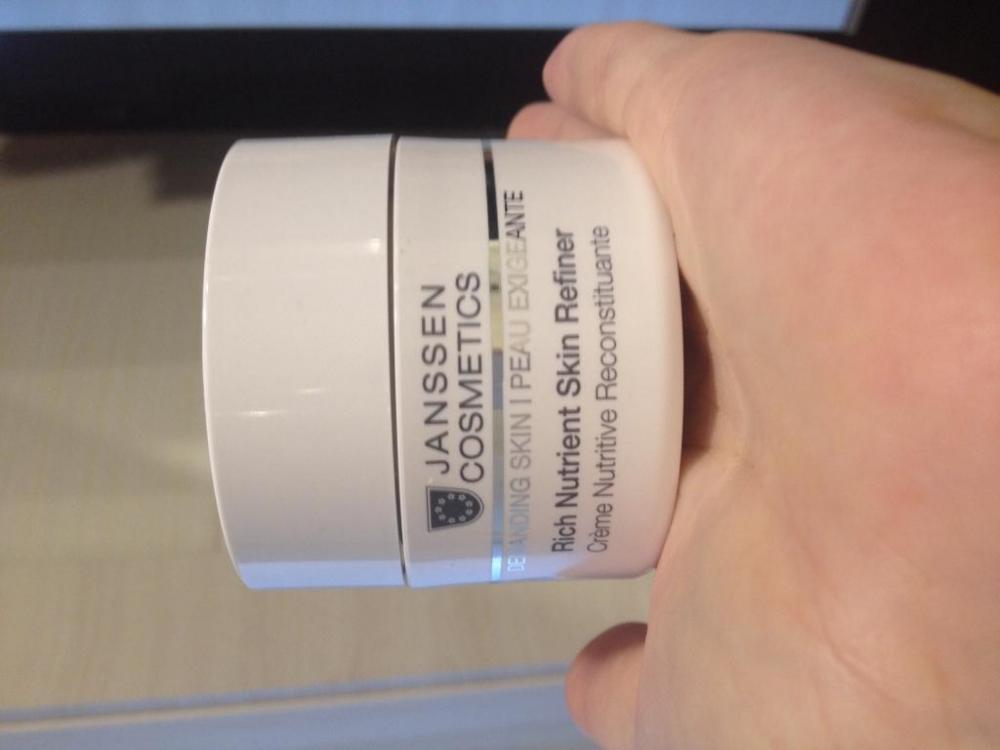 JANSSEN
COSMETICS
DEMANDING SKIN | PEAU EXIGEANTE
Rich Nutrient Skin Refiner
Crème Nutritive Reconstituante